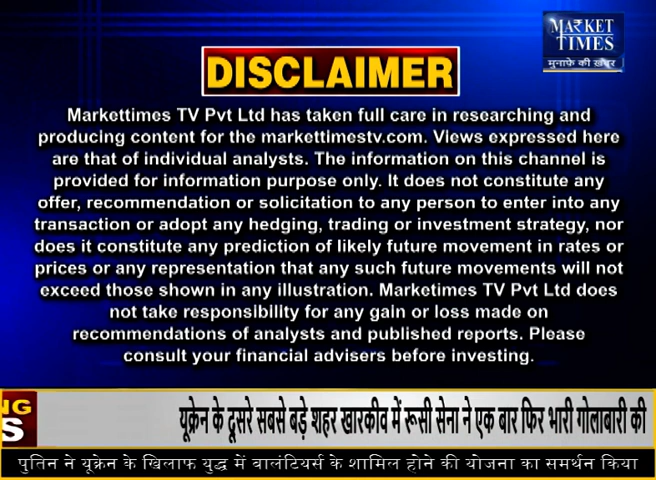 MARKET
TIMES
मुनाफे की ख़बर
DISCLAIMER
Markettimes TV Pvt Ltd has taken full care in researching and
producing content for the markettimestv.com. Views expressed here
are that of individual analysts. The information on this channel is
provided for information purpose only. It does not constitute any
offer, recommendation or solicitation to any person to enter into any
transaction or adopt any hedging, trading or investment strategy, nor
does it constitute any prediction of likely future movement in rates or
prices or any representation that any such future movements will not
exceed those shown in any illustration. Marketimes TV Pvt Ltd does
not take responsibility for any gain or loss made on
recommendations of analysts and published reports. Please
consult your financial advisers before investing.
NG
S
यूक्रेन के दूसरे सबसे बड़े शहर खारकीव में रूसी सेना ने एक बार फिर भारी गोलाबारी की
पुतिन ने यूक्रेन के खिलाफ युद्ध में वालंटियर्स के शामिल होने की योजना का समर्थन किया